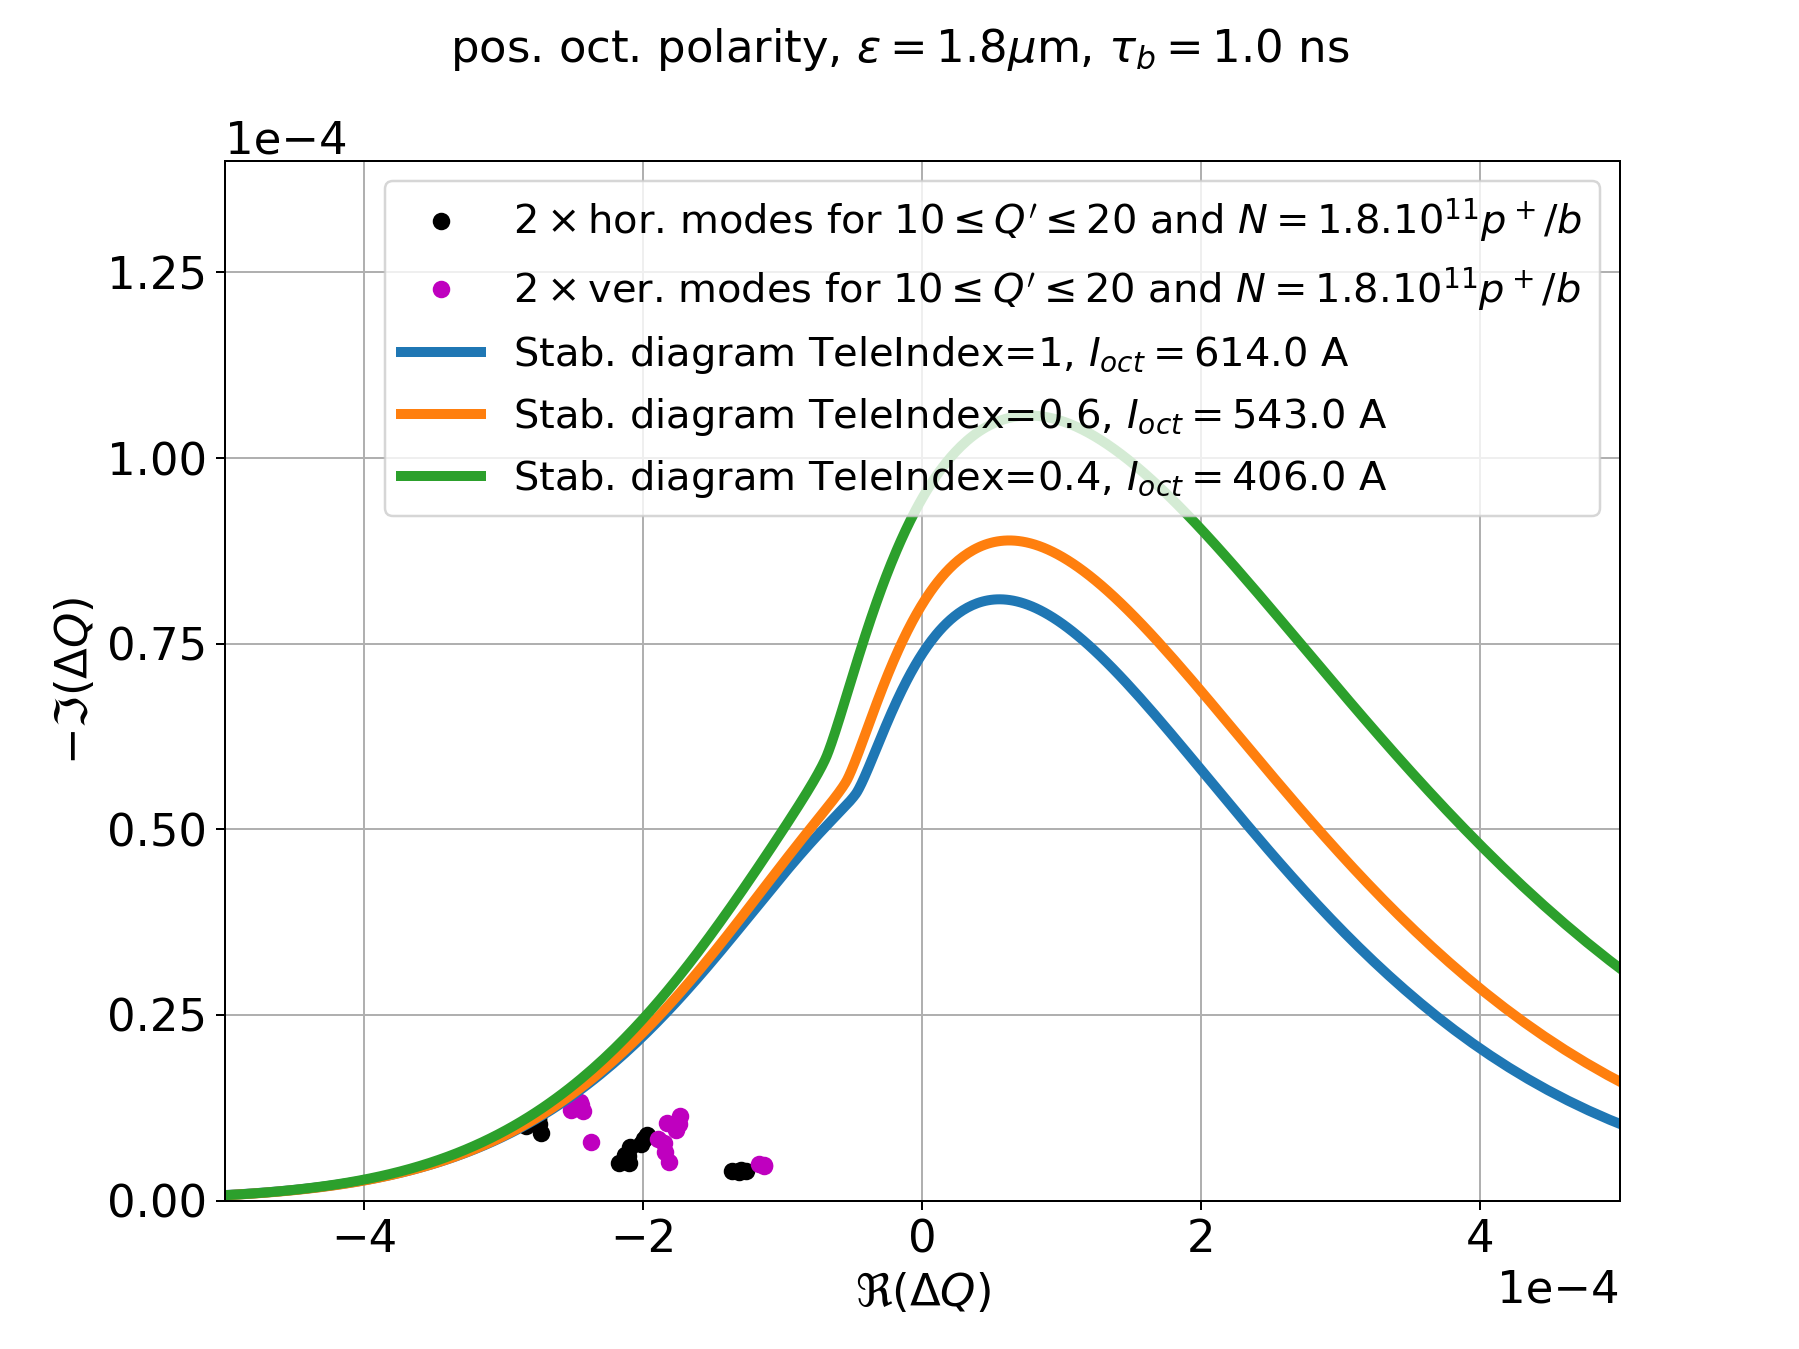 pos. oct. polarity, ε = 1.8μm, τ_b = 1.0 ns
1e−4
2 × hor. modes for 10 ≤ Q′ ≤ 20 and N = 1.8.10^11 p^+/b
2 × ver. modes for 10 ≤ Q′ ≤ 20 and N = 1.8.10^11 p^+/b
Stab. diagram TeleIndex=1, I_oct = 614.0 A
Stab. diagram TeleIndex=0.6, I_oct = 543.0 A
Stab. diagram TeleIndex=0.4, I_oct = 406.0 A
1.25
1.00
0.75
0.50
0.25
0.00
−ℑ(ΔQ)
−4
−2
0
2
4
ℜ(ΔQ)
1e−4